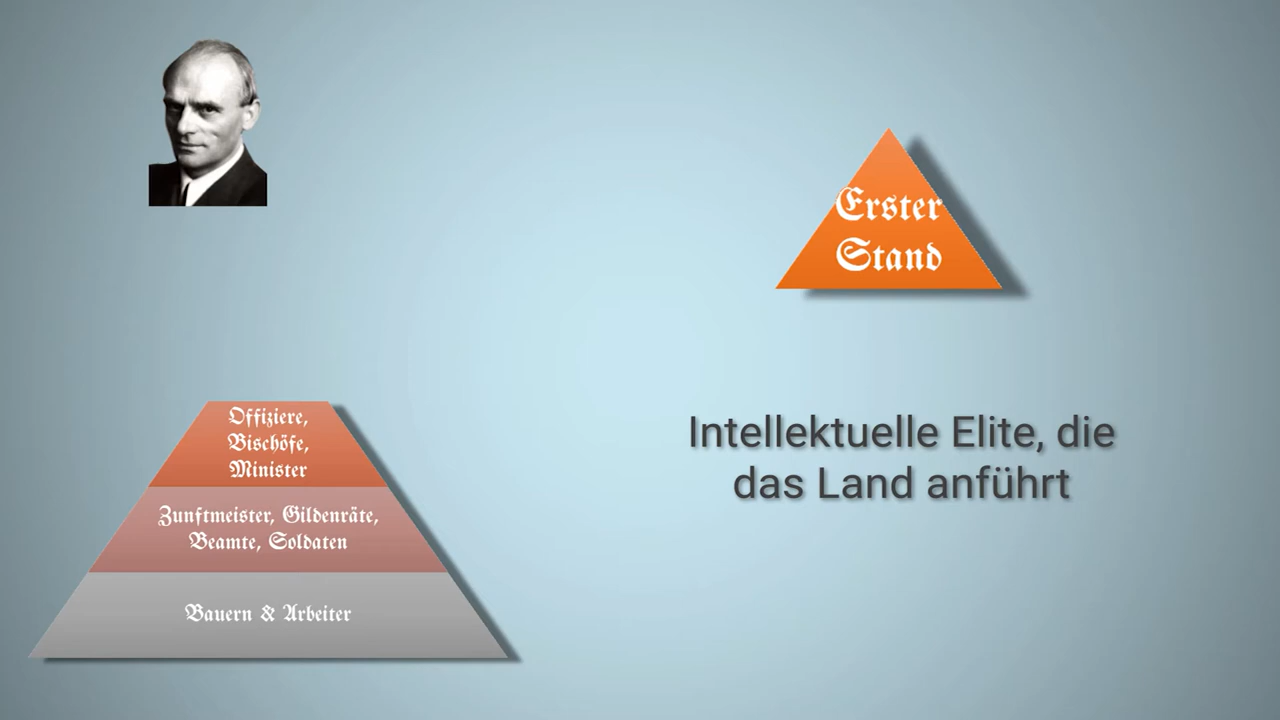 Erster
Stand
Offiziere,
Bischöfe,
Minister
Zunftmeister, Gildenräte,
Beamte, Soldaten
Bauern & Arbeiter
Intellektuelle Elite, die
das Land anführt